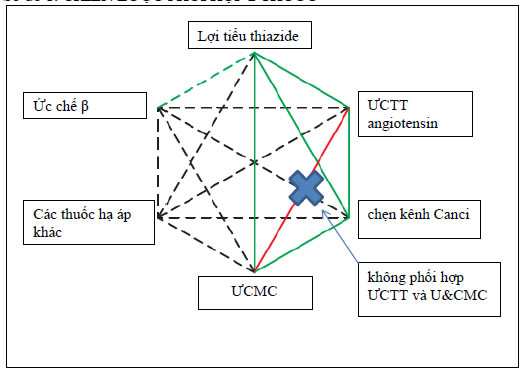 Lợi tiểu thiazide
Ức chế β
ƯCTT
angiotensin
Các thuốc hạ áp
khác
chẹn kênh Canci
ƯCMC
không phối hợp
ƯCTT và U&CMC